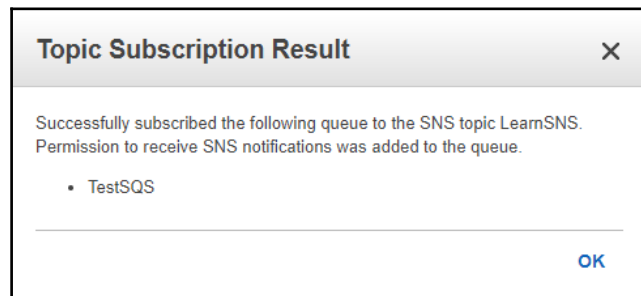 Topic Subscription Result
Successfully subscribed the following queue to the SNS topic LearnSNS.
Permission to receive SNS notifications was added to the queue.
• TestSQS
OK